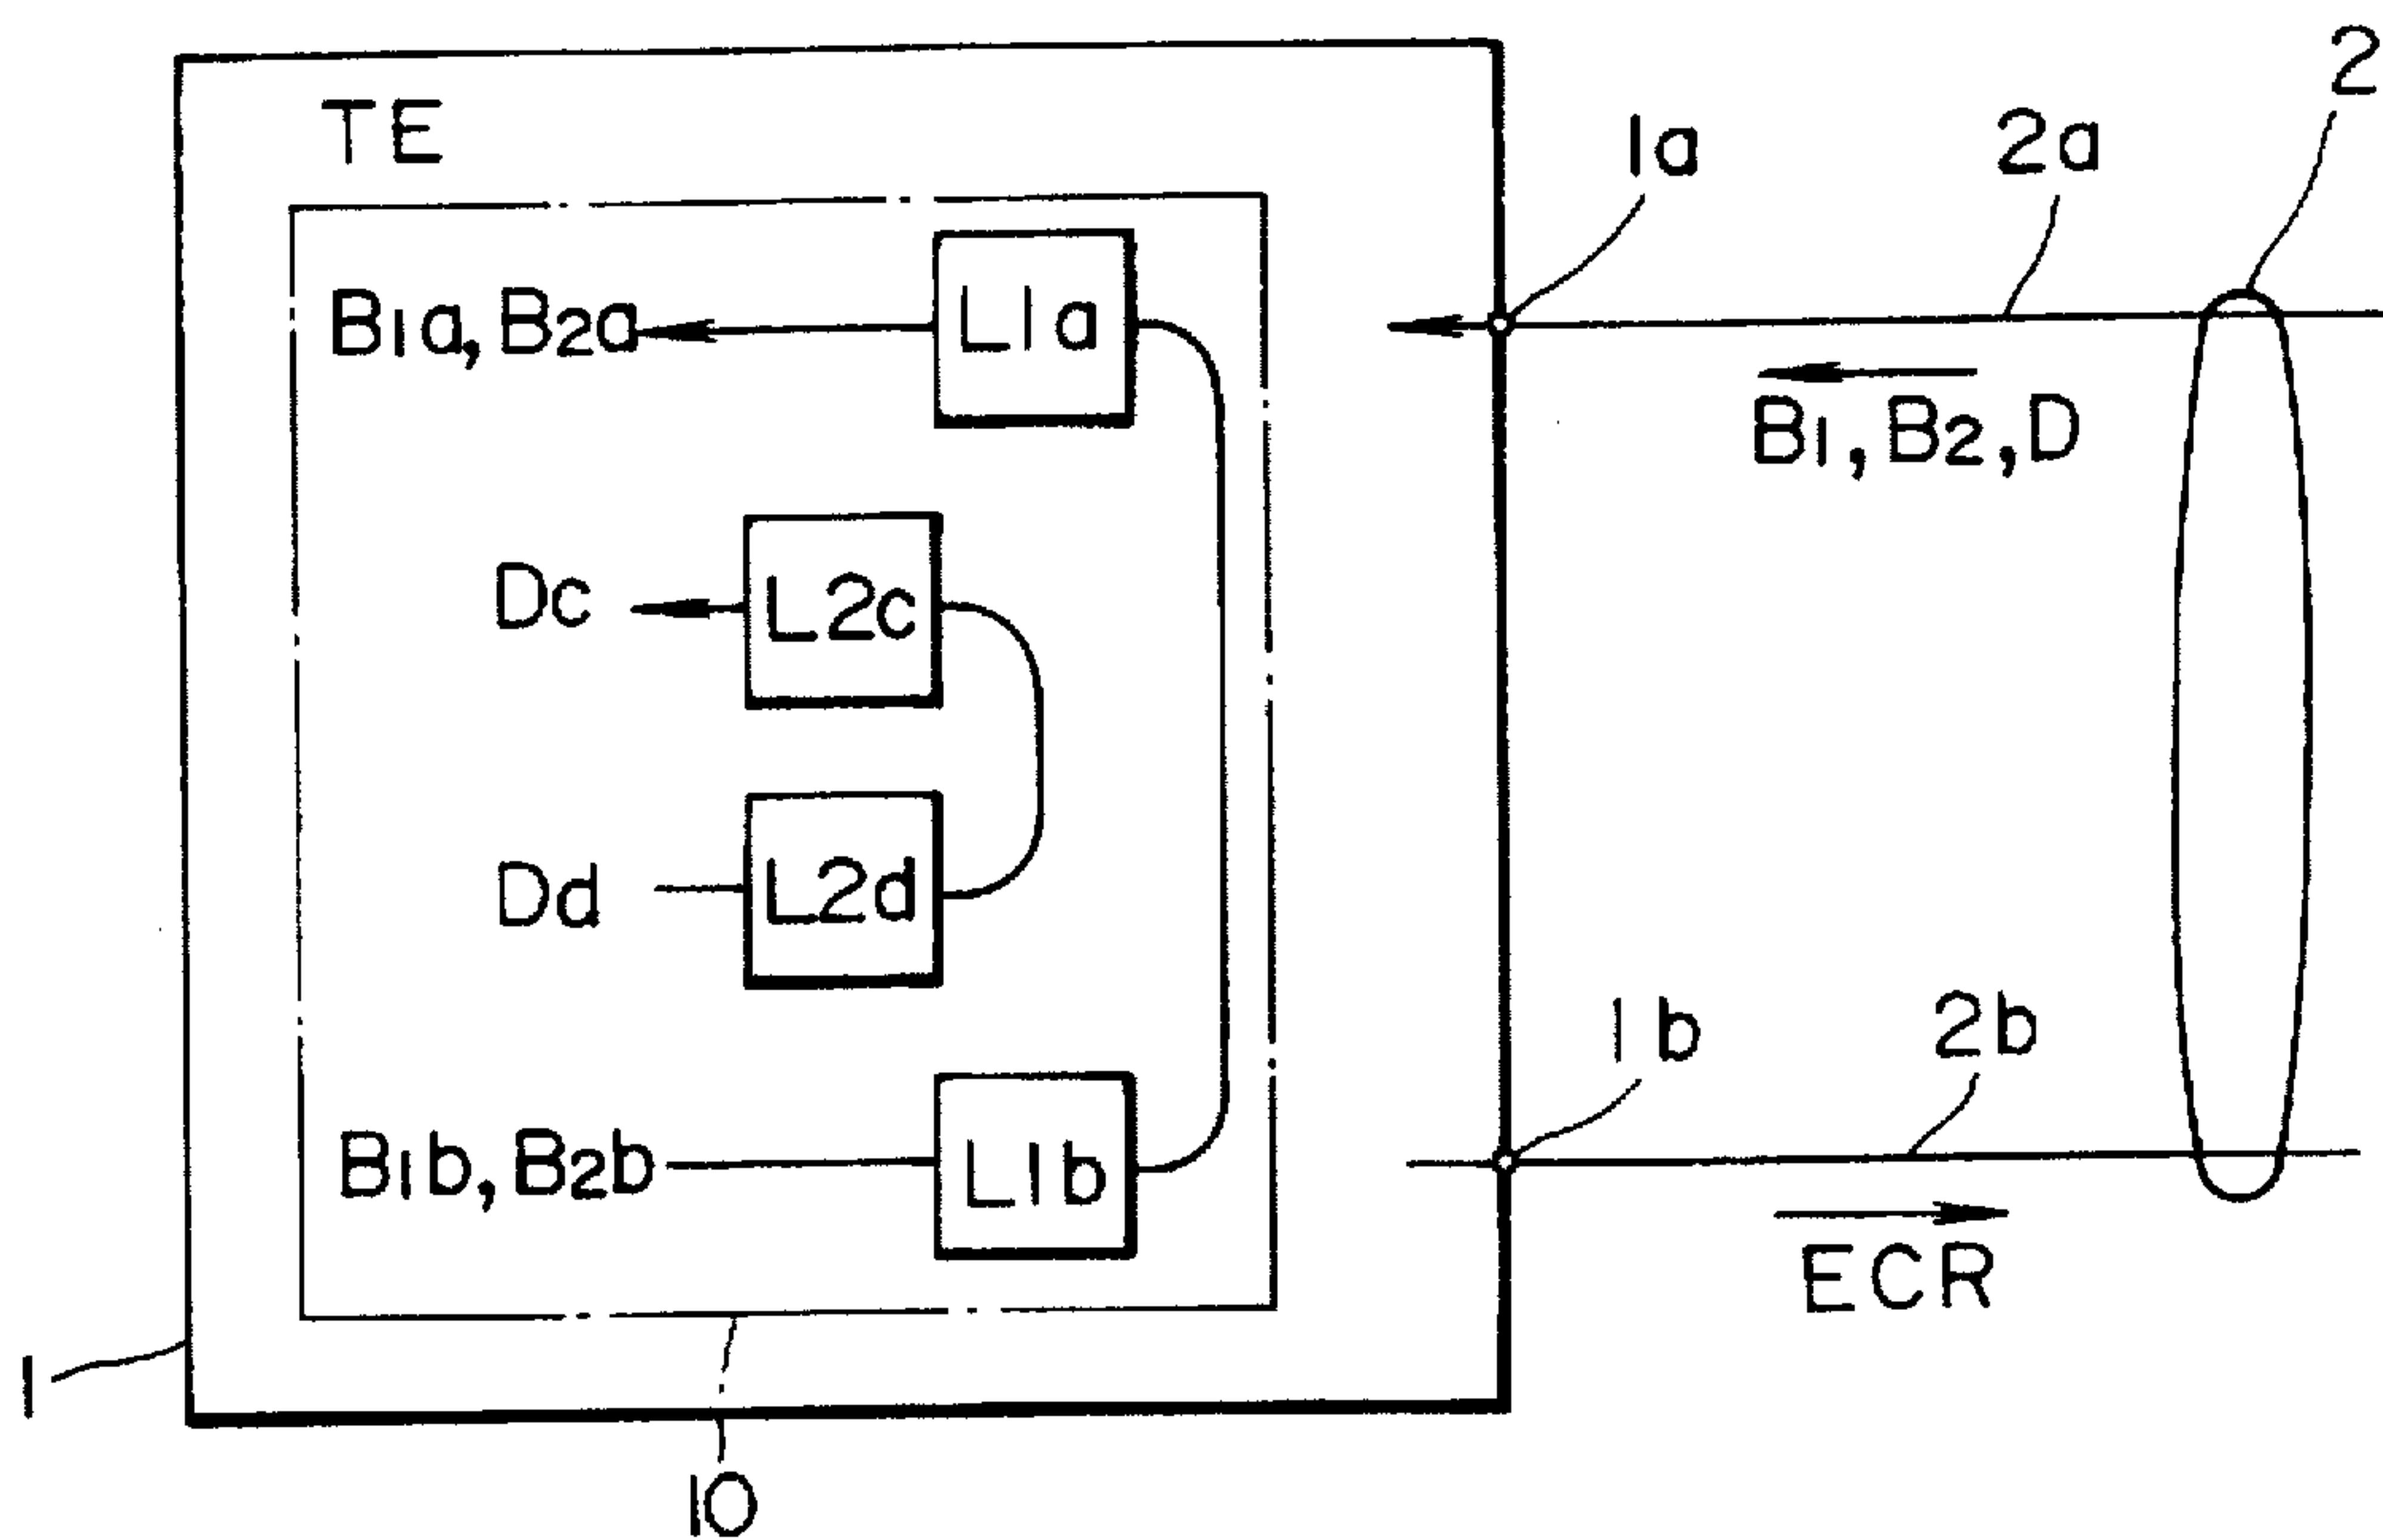 2
TE
1a
2a
B1a, B2a
L1a
B1, B2, D
Dc
L2c
Dd
L2d
1b
2b
B1b, B2b
L1b
ECR
1
10